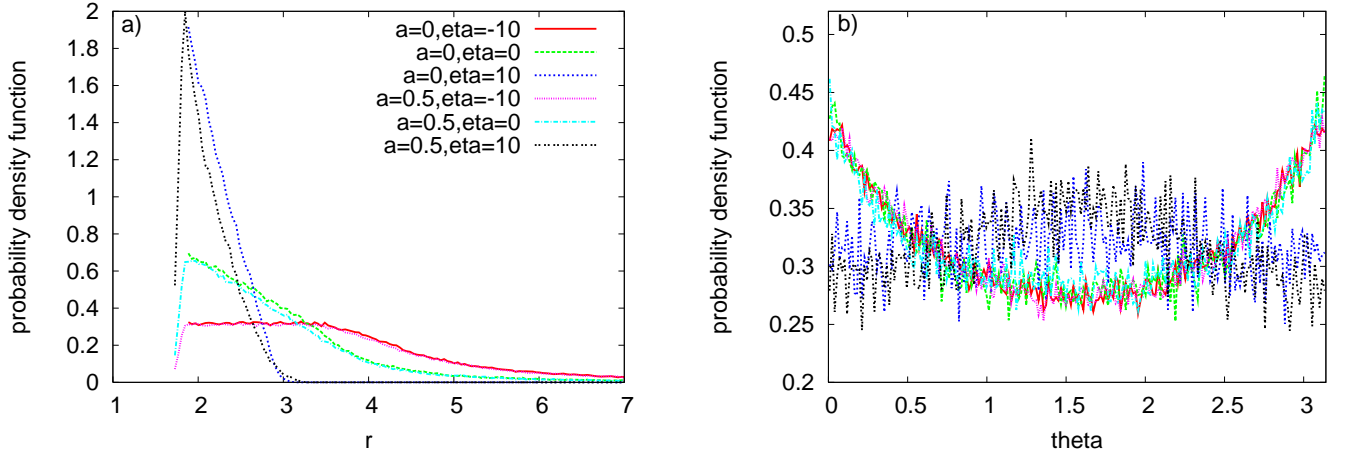 a)
probability density function
2
1.8
1.6
1.4
1.2
1
0.8
0.6
0.4
0.2
0
a=0,eta=-10
a=0,eta=0
a=0,eta=10
a=0.5,eta=-10
a=0.5,eta=0
a=0.5,eta=10
1 2 3 4 5 6 7
r
b)
probability density function
0.5
0.45
0.4
0.35
0.3
0.25
0.2
0 0.5 1 1.5 2 2.5 3
theta